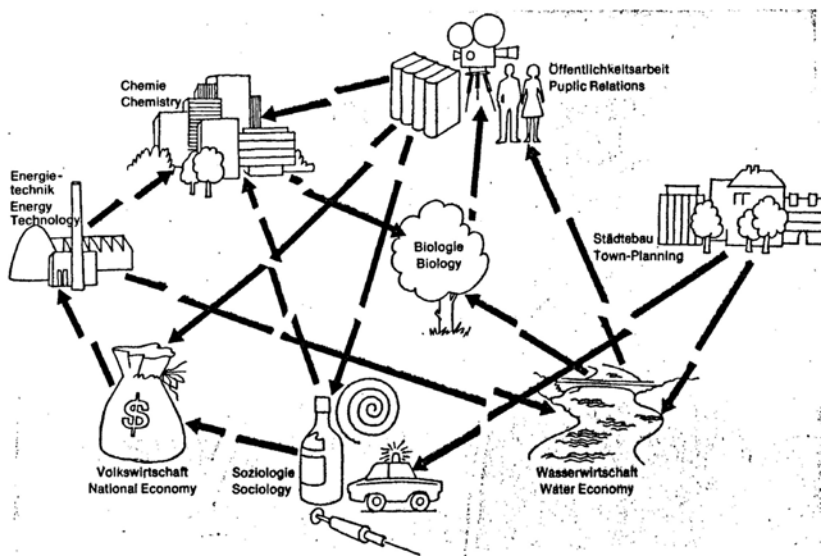 Chemie
Chemistry
Öffentlichkeitsarbeit
Puplic Relations
Energie-
technik
Energy
Technology
Biologie
Biology
Städtebau
Town-Planning
$
Volkswirtschaft
National Economy
Soziologie
Sociology
Wasserwirtschaft
Water Economy